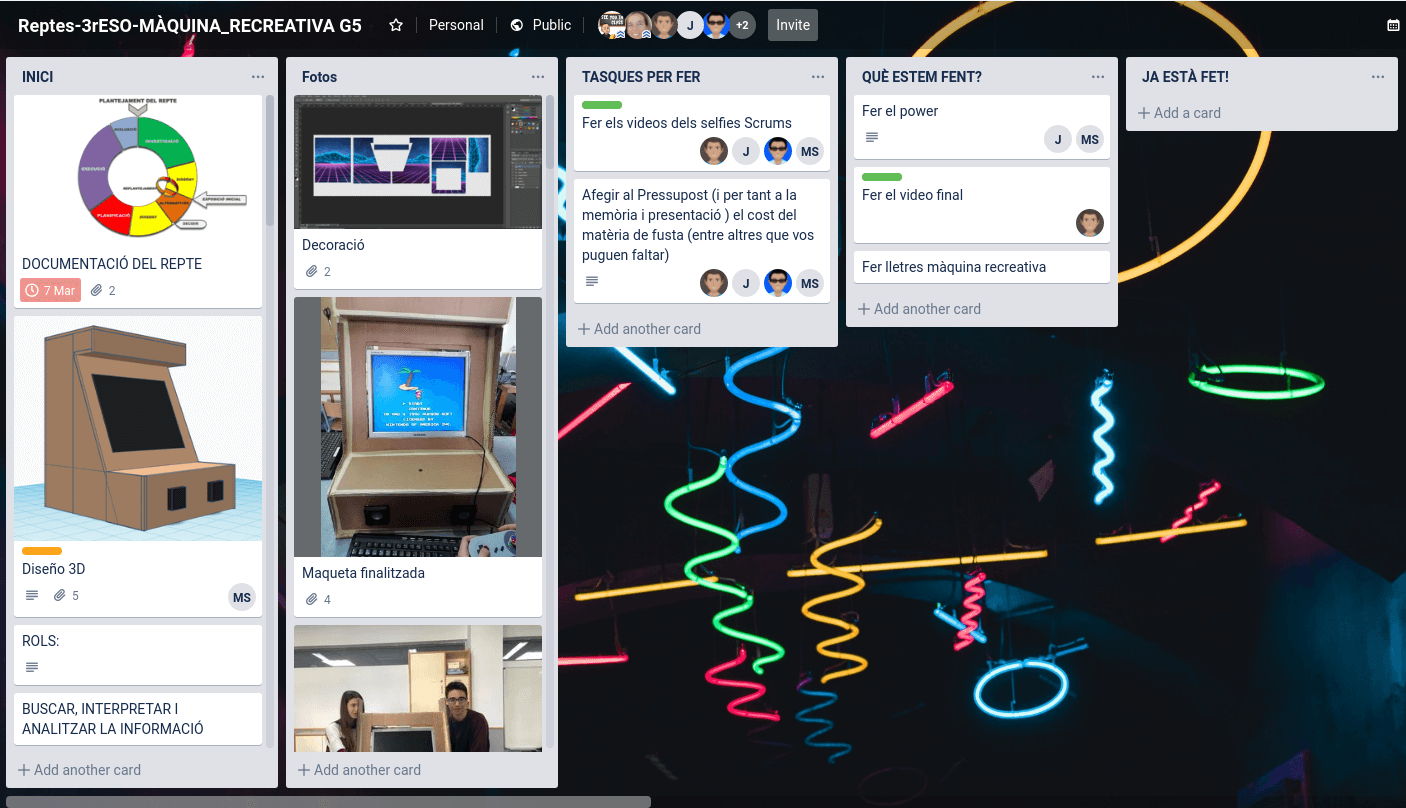 Reptes-3rESO-MÀQUINA_RECREATIVA G5
Personal
Public
J
+2
Invite
INICI
PLANTEJAMENT DEL REPTE
EXPOSICIÓ INICIAL
PLANIFICACIÓ
DOCUMENTACIÓ DEL REPTE
7 Mar
2
Diseño 3D
5
MS
ROLS:
BUSCAR, INTERPRETAR I
ANALITZAR LA INFORMACIÓ
Add another card
Fotos
Decoració
2
START
CONTINUE
Maqueta finalitzada
4
Add another card
TASQUES PER FER
Fer els videos dels selfies Scrums
J
MS
Afegir al Pressupost (i per tant a la
memòria i presentació ) el cost del
matèria de fusta (entre altres que vos
puguen faltar)
J
MS
Add another card
QUÈ ESTEM FENT?
Fer el power
J
MS
Fer el video final
Fer lletres màquina recreativa
Add another card
JA ESTÀ FET!
Add a card